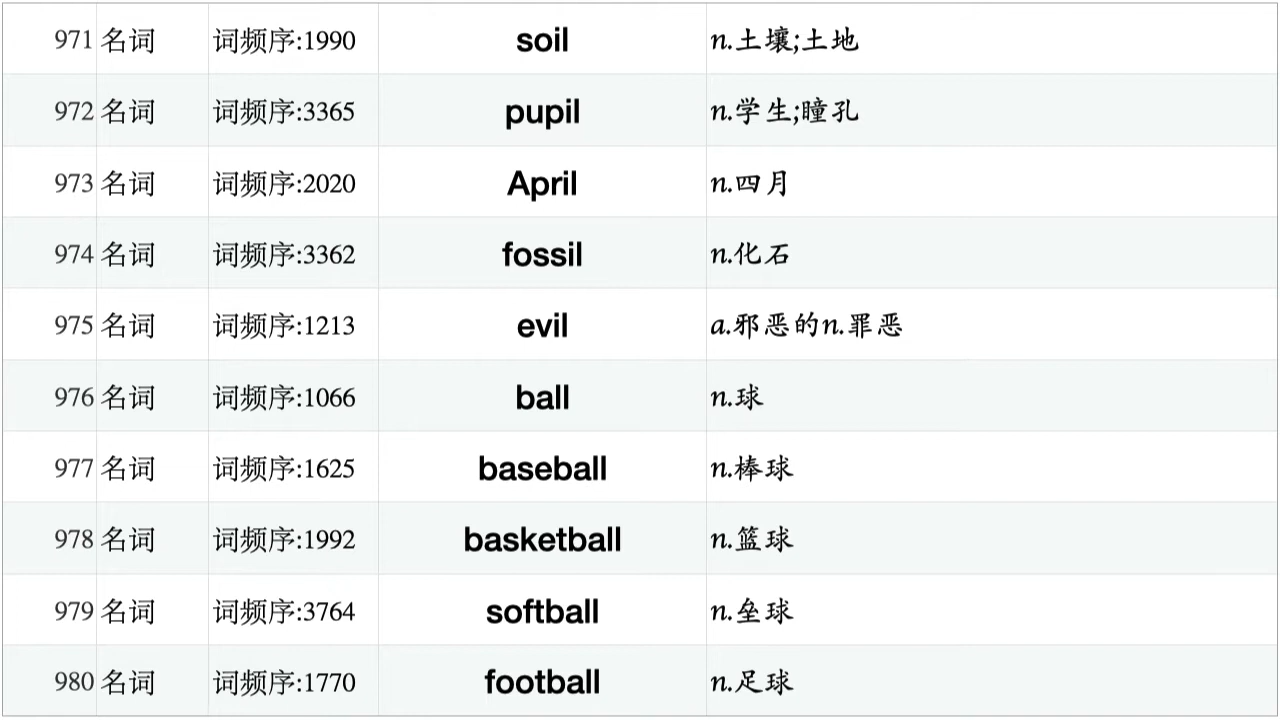 971 名词 词频序:1990 soil n.土壤;土地
972 名词 词频序:3365 pupil n.学生;瞳孔
973 名词 词频序:2020 April n.四月
974 名词 词频序:3362 fossil n.化石
975 名词 词频序:1213 evil a.邪恶的n.罪恶
976 名词 词频序:1066 ball n.球
977 名词 词频序:1625 baseball n.棒球
978 名词 词频序:1992 basketball n.篮球
979 名词 词频序:3764 softball n.垒球
980 名词 词频序:1770 football n.足球